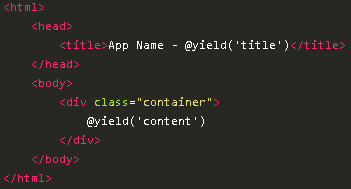 <html>
    <head>
        <title>App Name - @yield('title')</title>
    </head>
    <body>
        <div class="container">
            @yield('content')
        </div>
    </body>
</html>